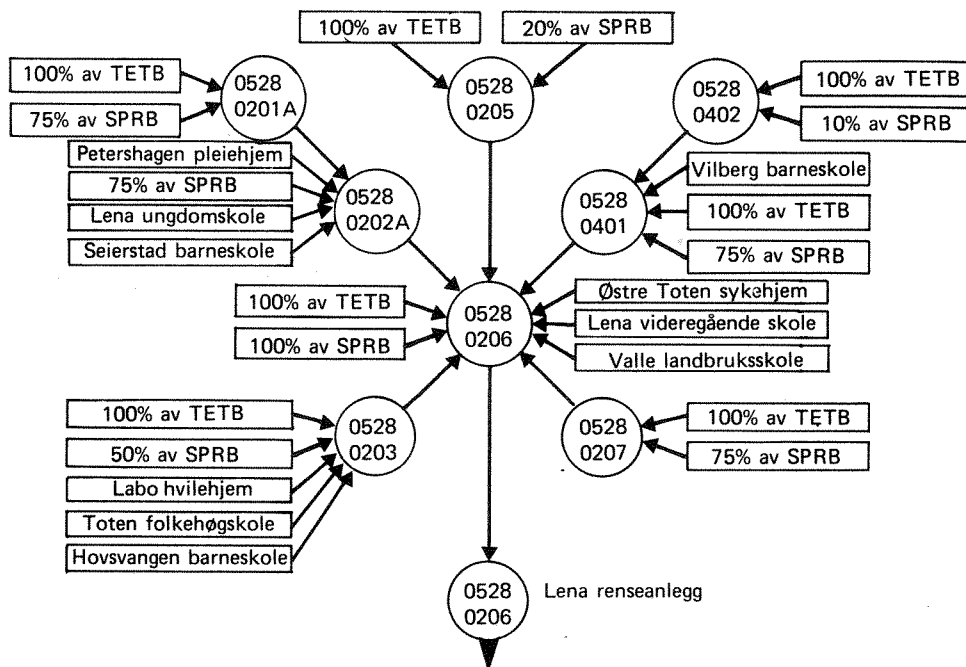 100% av TETB
20% av SPRB
0528
0205
100% av TETB
75% av SPRB
0528
0201A
0528
0402
100% av TETB
10% av SPRB
Petershagen pleiehjem
75% av SPRB
Lena ungdomskole
Seierstad barneskole
0528
0202A
0528
0401
Vilberg barneskole
100% av TETB
75% av SPRB
100% av TETB
100% av SPRB
0528
0206
Østre Toten sykehjem
Lena videregående skole
Valle landbruksskole
100% av TETB
50% av SPRB
Labo hvilehjem
Toten folkehøgskole
Hovsvangen barneskole
0528
0203
0528
0207
100% av TETB
75% av SPRB
0528
0206
Lena renseanlegg